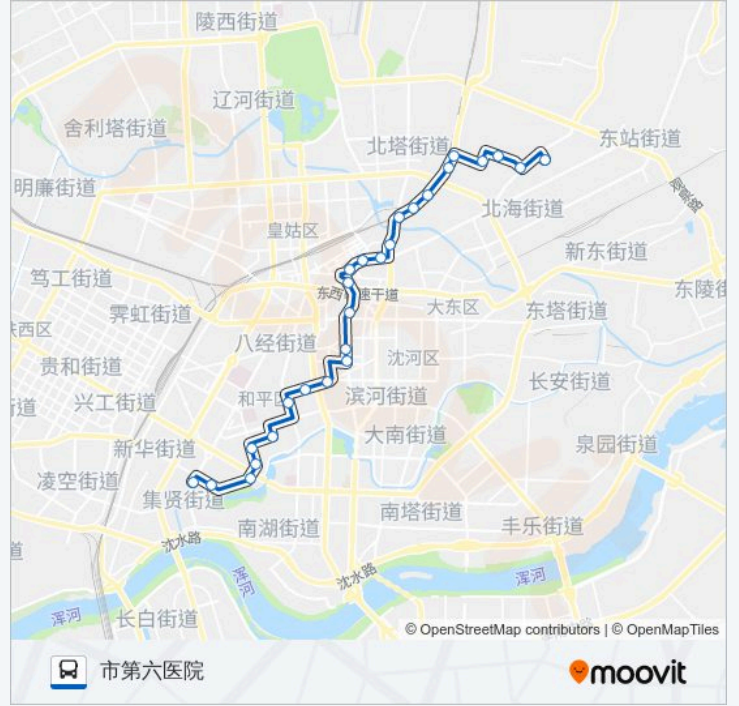 陵西街道
辽河街道
舍利塔街道
北塔街道
东站街道
明廉街道
北海街道
皇姑区
新东街道
笃工街道
东西
速干道
霁虹街道
大东区
东塔街道
八经街道
沈河区
贵和街道
长安街道
和平区
滨河街道
兴工街道
大南街道
新华街道
泉园街道
凌空街道
集贤街道
南塔街道
南湖街道
丰乐街道
沈水路
沈水路
浑河
浑河
浑河
长白街道
© OpenStreetMap contributors | © OpenMapTiles
市第六医院
moovit